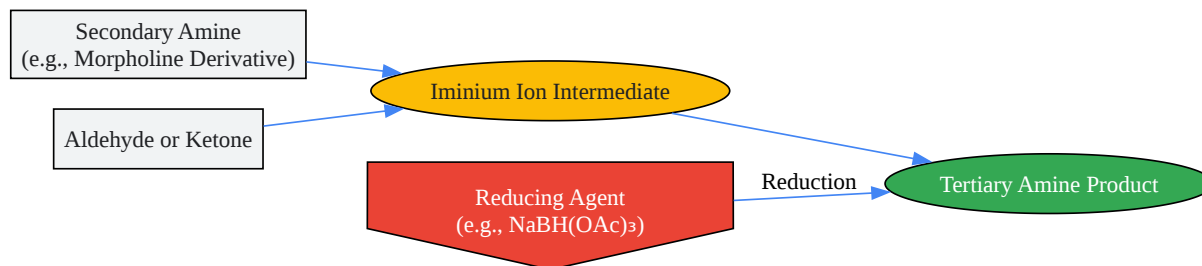 Secondary Amine
(e.g., Morpholine Derivative)
Aldehyde or Ketone
Iminium Ion Intermediate
Reducing Agent
(e.g., NaBH(OAc)₃)
Reduction
Tertiary Amine Product